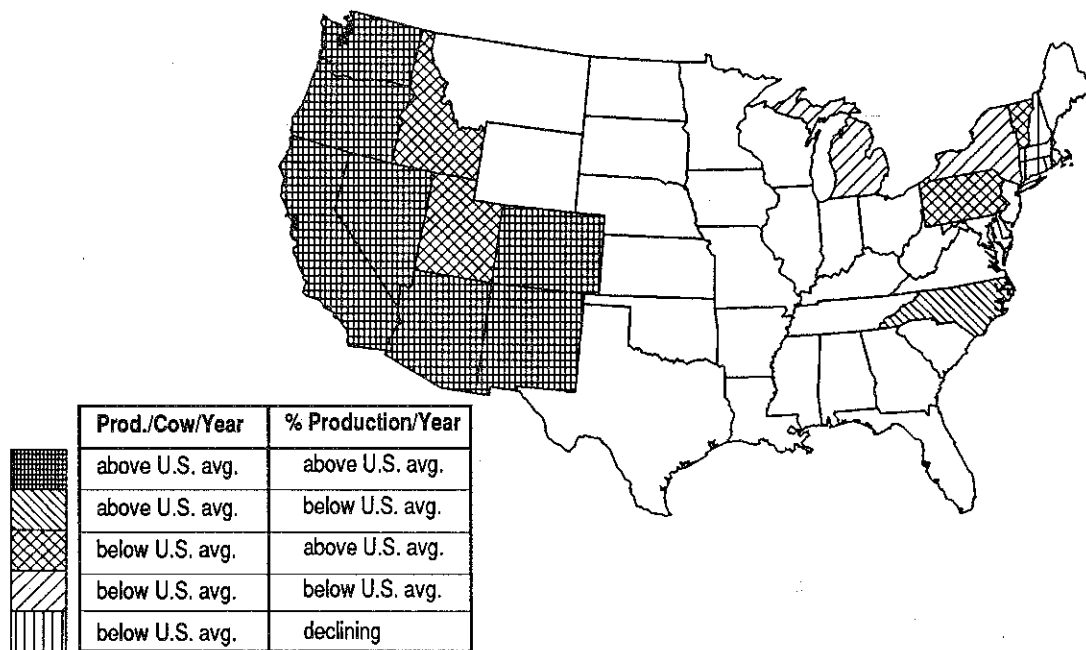 Prod./Cow/Year % Production/Year
above U.S. avg. above U.S. avg.
above U.S. avg. below U.S. avg.
below U.S. avg. above U.S. avg.
below U.S. avg. below U.S. avg.
below U.S. avg. declining